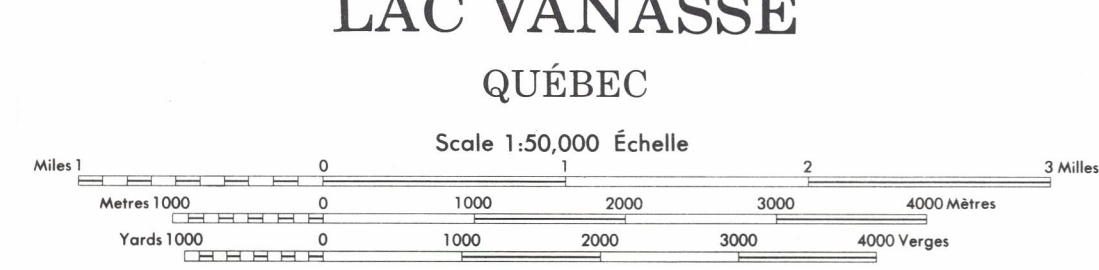 LAC VANASSE
QUÉBEC
Scale 1:50,000 Échelle
Miles 1 0 1 2 3 Milles
Metres 1000 0 1000 2000 3000 4000 Mètres
Yards 1000 0 1000 2000 3000 4000 Verges